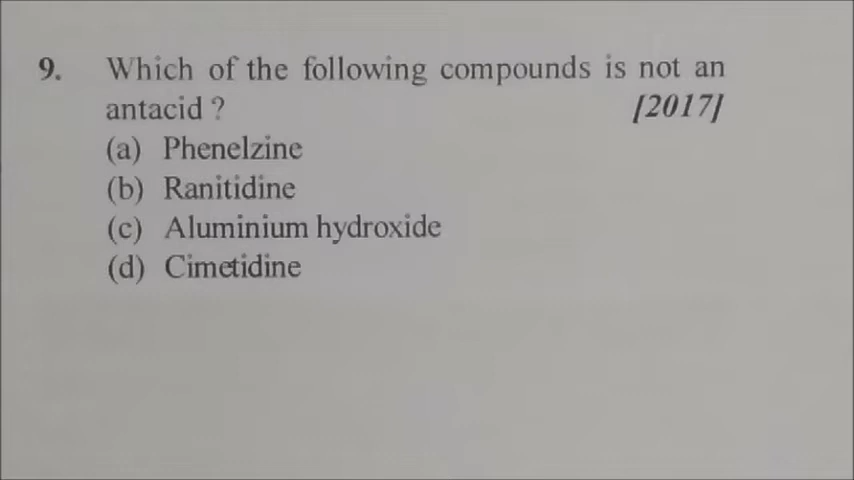 9. Which of the following compounds is not an
antacid ? [2017]
(a) Phenelzine
(b) Ranitidine
(c) Aluminium hydroxide
(d) Cimetidine